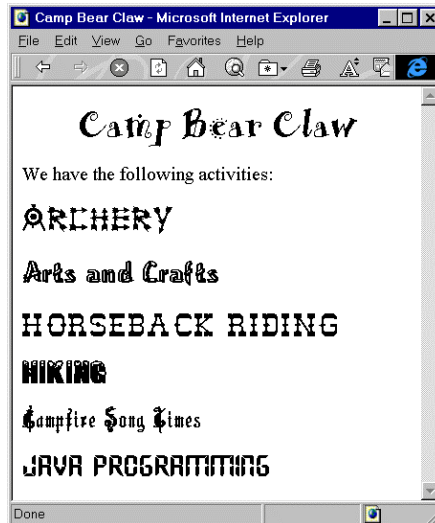 Camp Bear Claw - Microsoft Internet Explorer
File Edit View Go Favorites Help
Camp Bear Claw
We have the following activities:
ARCHERY
Arts and Crafts
HORSEBACK RIDING
HIKING
Campfire Song Times
JAVA PROGRAMMING
Done